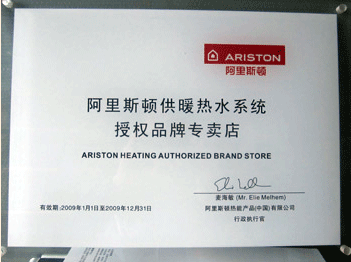 ARISTON
阿里斯顿
阿里斯顿供暖热水系统
授权品牌专卖店
ARISTON HEATING AUTHORIZED BRAND STORE
麦海敏 (Mr. Elie Melhem)
有效期:2009年1月1日至2009年12月31日
阿里斯顿热能产品(中国)有限公司
行政执行官